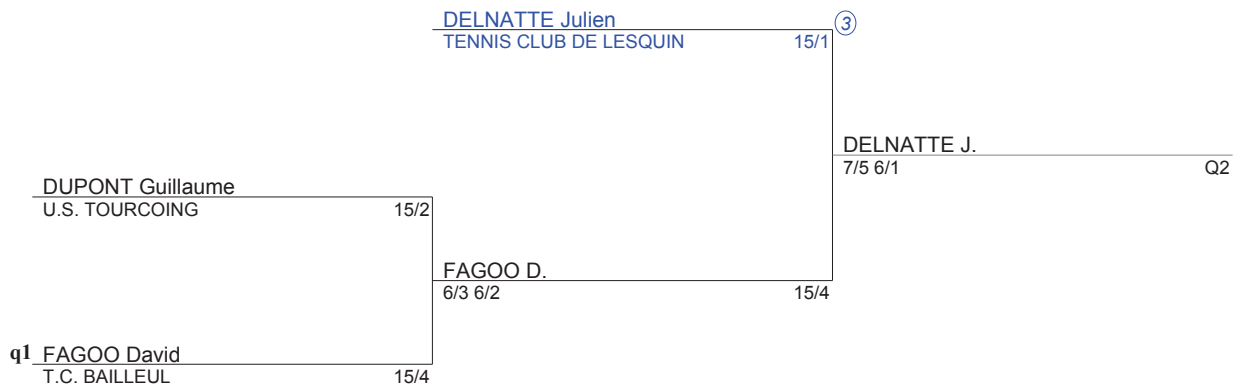 DELNATTE Julien 3
TENNIS CLUB DE LESQUIN 15/1
DELNATTE J.
7/5 6/1 Q2
DUPONT Guillaume
U.S. TOURCOING 15/2
FAGOO D.
6/3 6/2 15/4
q1 FAGOO David
T.C. BAILLEUL 15/4